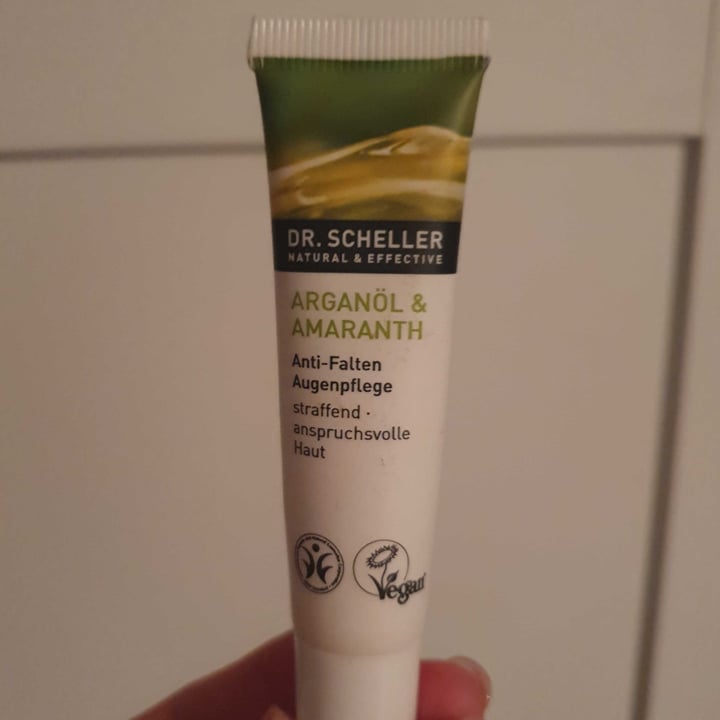 DR. SCHELLER
NATURAL & EFFECTIVE
ARGANÖL &
AMARANTH
Anti-Falten
Augenpflege
straffend ·
anspruchsvolle
Haut
Vegan